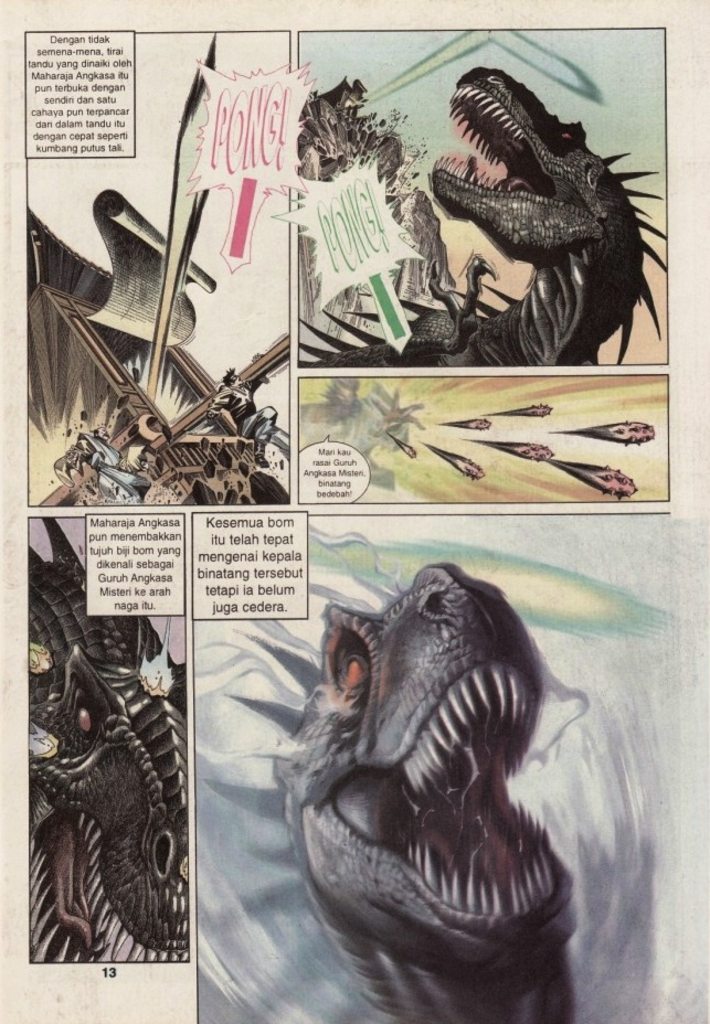 Dengan tidak
semena-mena, tirai
tandu yang dinaiki oleh
Maharaja Angkasa itu
pun terbuka dengan
sendiri dan satu
cahaya pun terpancar
dari dalam tandu itu
dengan cepat seperti
kumbang putus tali.
PONG!
PONG!
Mari kau
rasai Guruh
Angkasa Misteri,
binatang
bedebah!
Maharaja Angkasa
pun menembakkan
tujuh biji bom yang
dikenali sebagai
Guruh Angkasa
Misteri ke arah
naga itu.
Kesemua bom
itu telah tepat
mengenai kepala
binatang tersebut
tetapi ia belum
juga cedera.
13